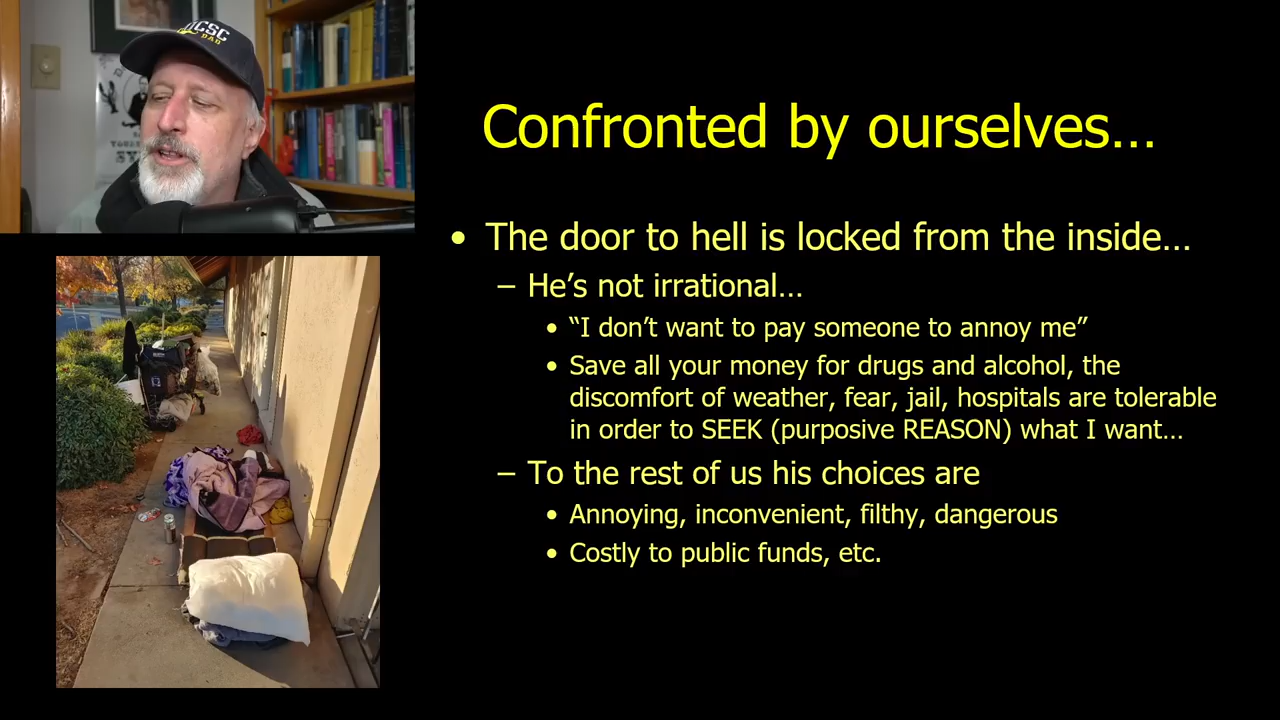 UCSC
DAD
Confronted by ourselves…
• The door to hell is locked from the inside…
– He’s not irrational…
• “I don’t want to pay someone to annoy me”
• Save all your money for drugs and alcohol, the
discomfort of weather, fear, jail, hospitals are tolerable
in order to SEEK (purposive REASON) what I want…
– To the rest of us his choices are
• Annoying, inconvenient, filthy, dangerous
• Costly to public funds, etc.